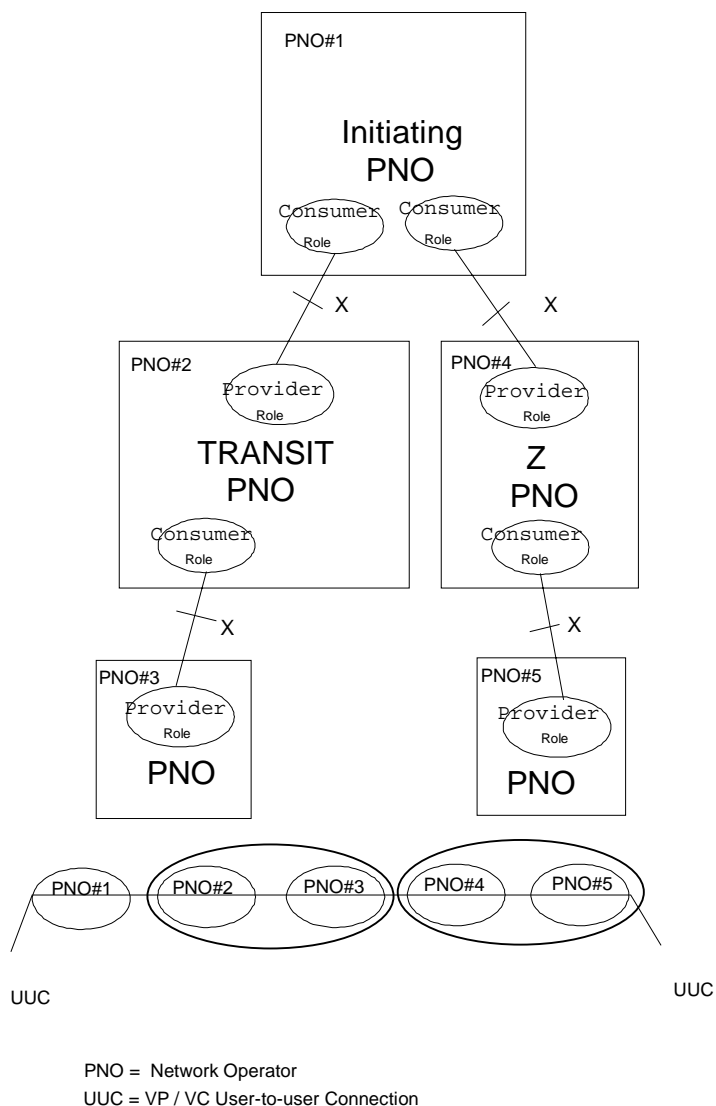 PNO#1
Initiating
PNO
Consumer Consumer
Role Role
X X
PNO#2
Provider
Role
TRANSIT
PNO
Consumer
Role
PNO#4
Provider
Role
Z
PNO
Consumer
Role
X X
PNO#3
Provider
Role
PNO
PNO#5
Provider
Role
PNO
PNO#1 PNO#2 PNO#3 PNO#4 PNO#5
UUC UUC
PNO = Network Operator
UUC = VP / VC User-to-user Connection